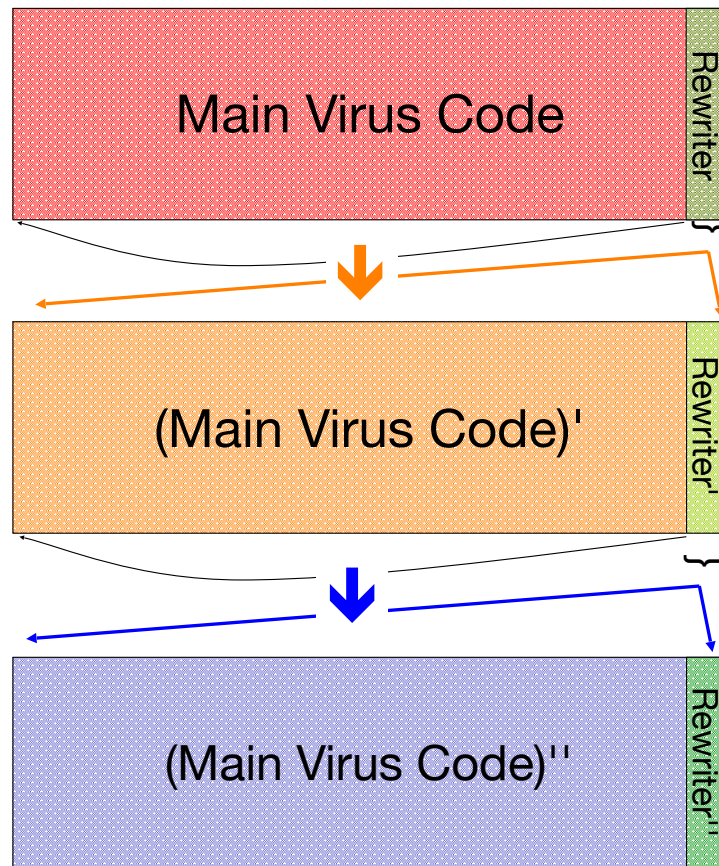 Main Virus Code
Rewriter
(Main Virus Code)'
Rewriter'
(Main Virus Code)''
Rewriter''